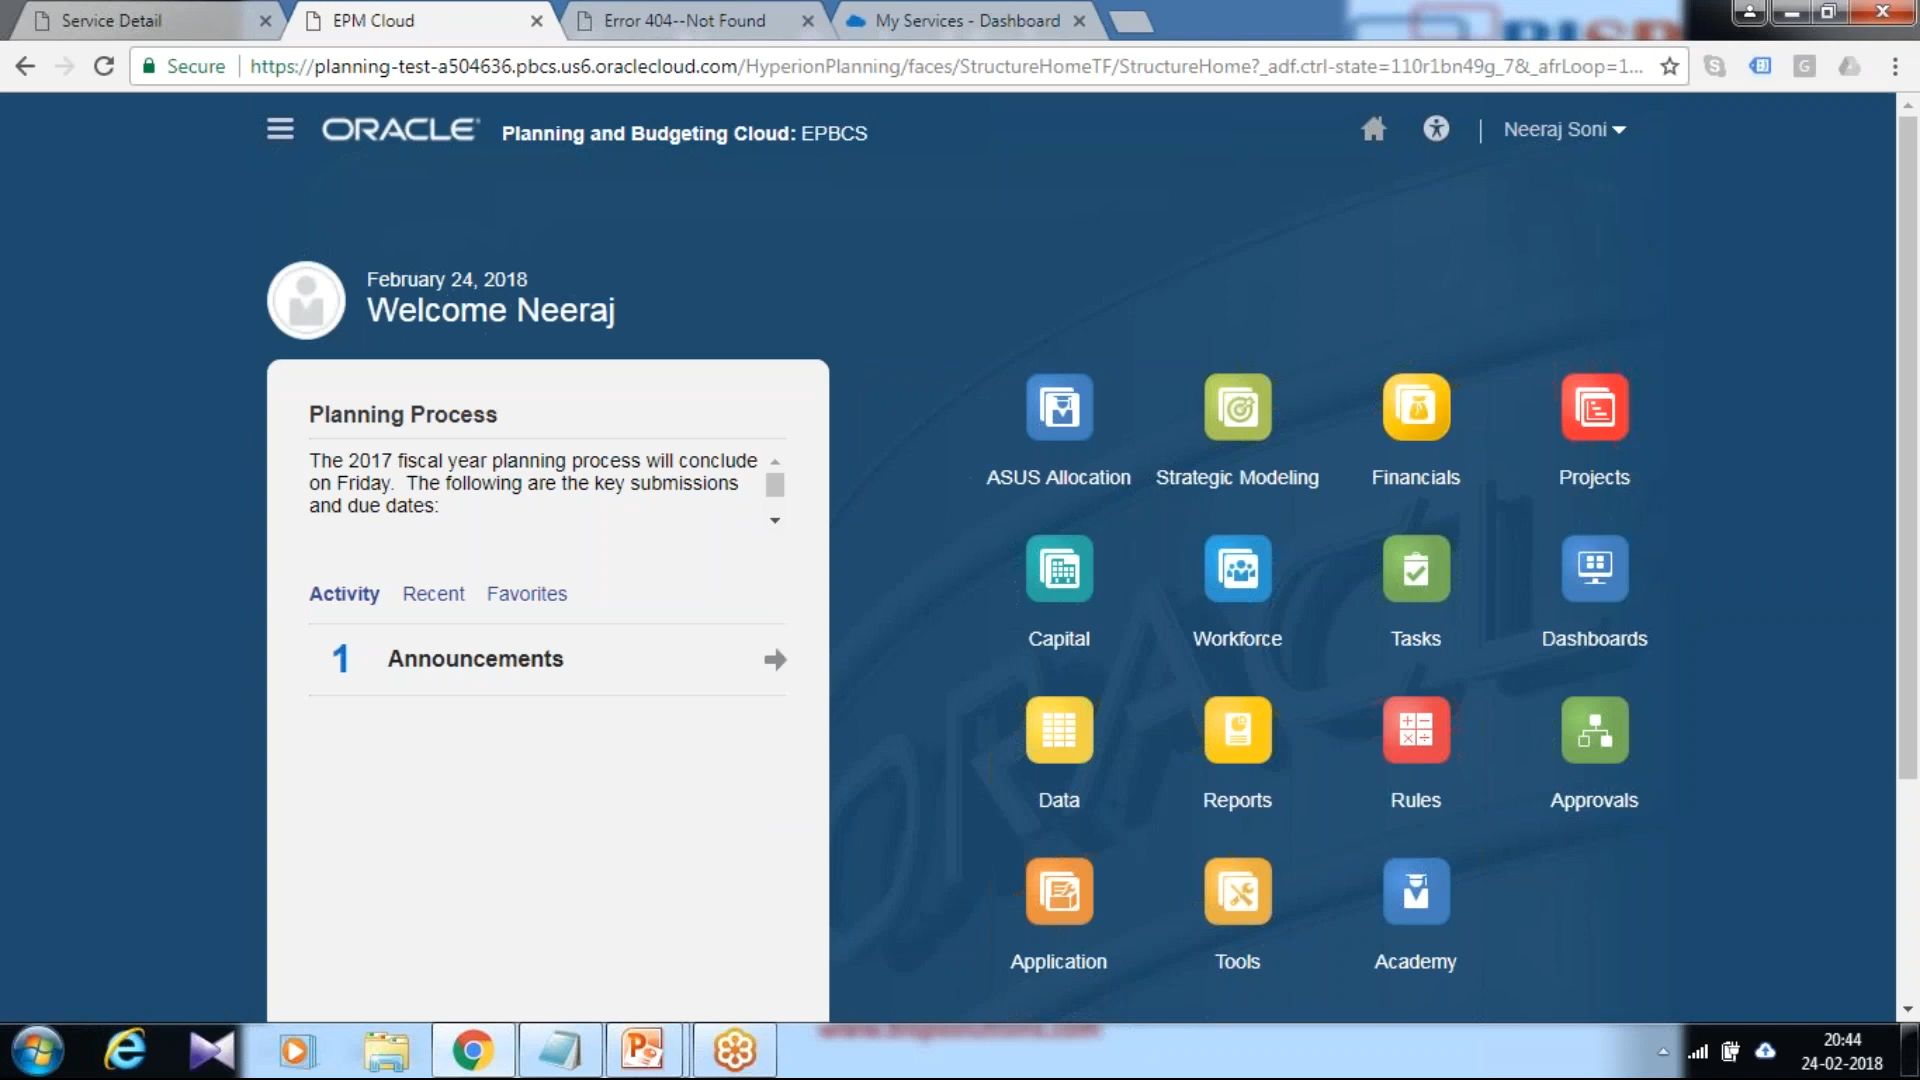 Service Detail
EPM Cloud
Error 404--Not Found
My Services - Dashboard
Secure
https://planning-test-a504636.pbcs.us6.oraclecloud.com/HyperionPlanning/faces/StructureHomeTF/StructureHome?_adf.ctrl-state=110r1bn49g_7&_afrLoop=1...
ORACLE Planning and Budgeting Cloud: EPBCS
Neeraj Soni
February 24, 2018
Welcome Neeraj
Planning Process
The 2017 fiscal year planning process will conclude
on Friday. The following are the key submissions
and due dates:
Activity Recent Favorites
1 Announcements
ASUS Allocation
Strategic Modeling
Financials
Projects
Capital
Workforce
Tasks
Dashboards
Data
Reports
Rules
Approvals
Application
Tools
Academy
20:44
24-02-2018